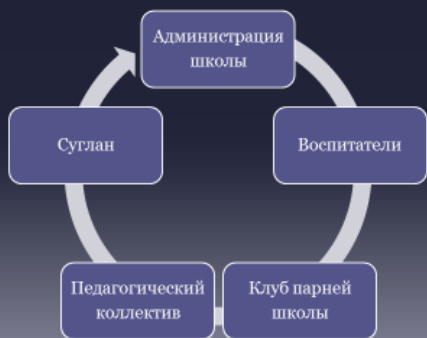 Администрация
школы
Воспитатели
Клуб парней
школы
Педагогический
коллектив
Суглан